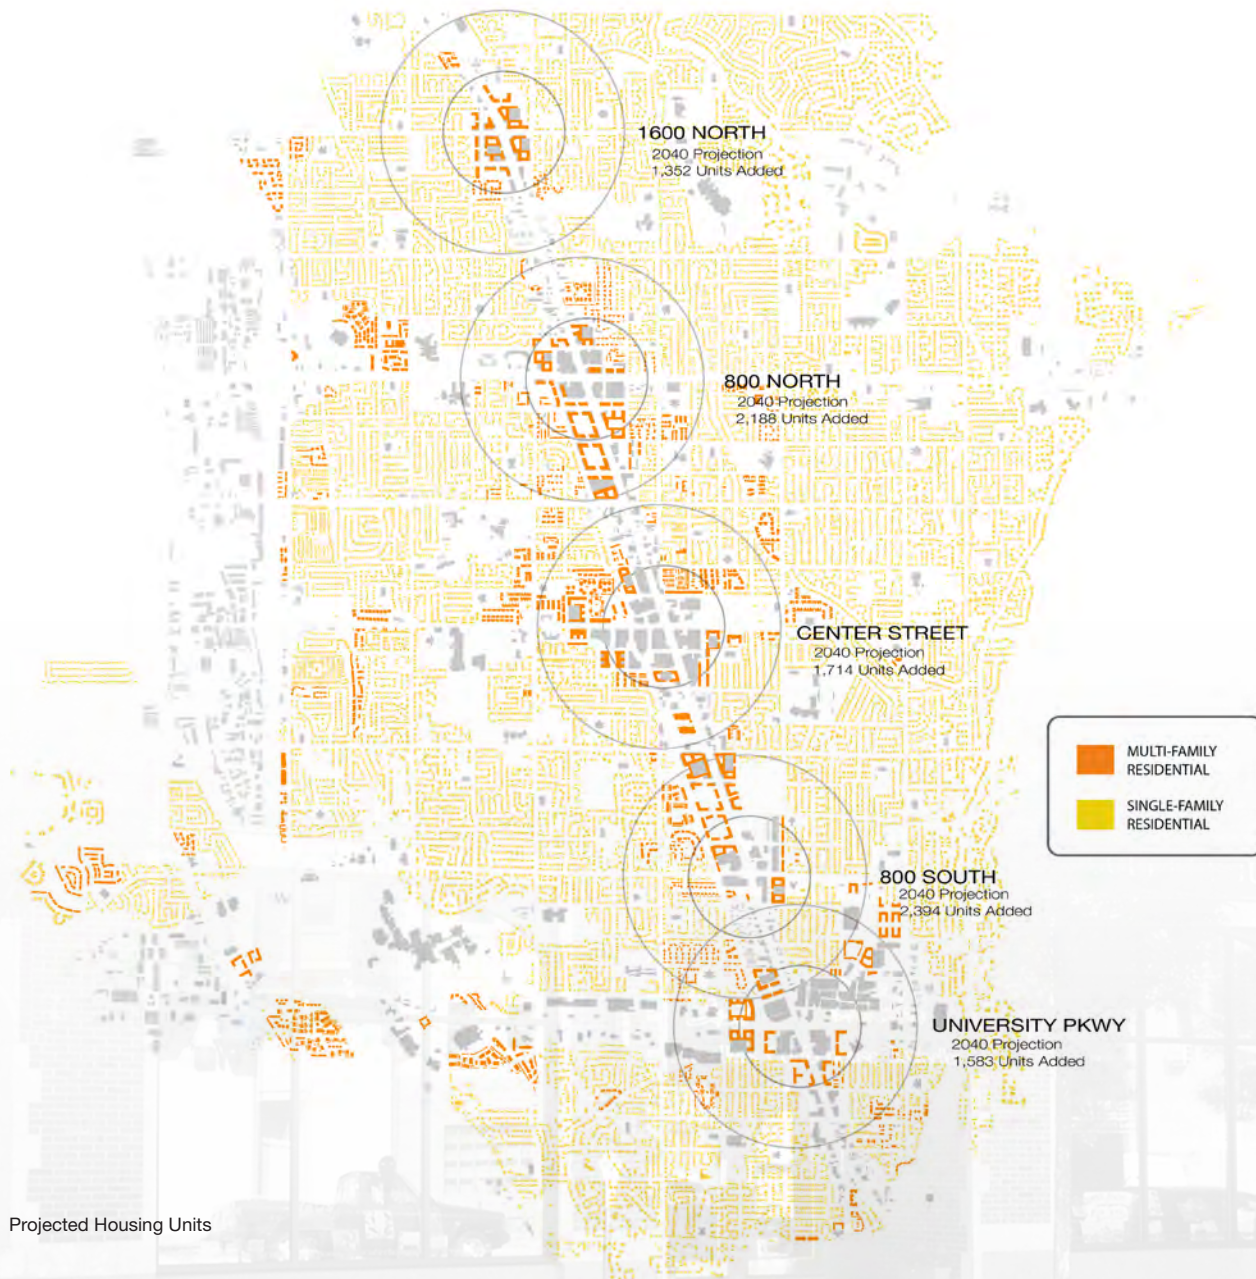 1600 NORTH
2040 Projection
1,352 Units Added
800 NORTH
2040 Projection
2,188 Units Added
CENTER STREET
2040 Projection
1,714 Units Added
MULTI-FAMILY
RESIDENTIAL
SINGLE-FAMILY
RESIDENTIAL
800 SOUTH
2040 Projection
2,394 Units Added
UNIVERSITY PKWY
2040 Projection
1,583 Units Added
Projected Housing Units